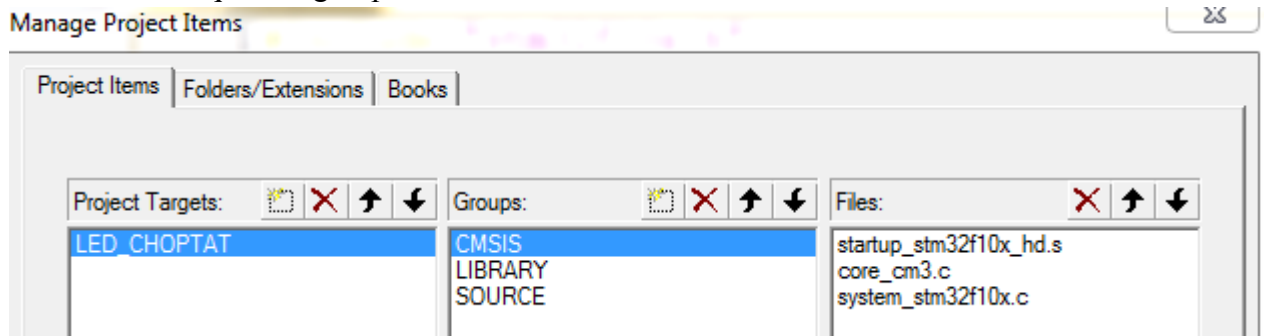 Manage Project Items
Project Items Folders/Extensions Books
Project Targets: Groups: Files:
LED_CHOPTAT CMSIS startup_stm32f10x_hd.s
LIBRARY core_cm3.c
SOURCE system_stm32f10x.c